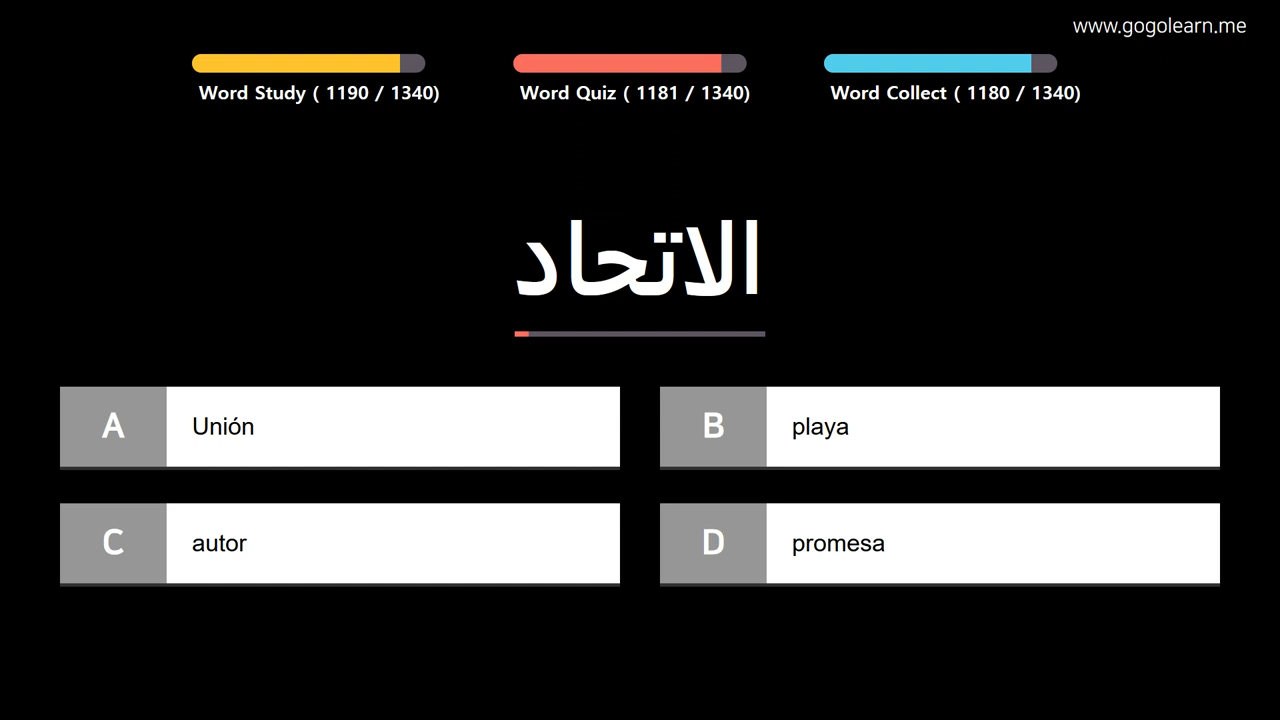 www.gogolearn.me
Word Study ( 1190 / 1340)
Word Quiz ( 1181 / 1340)
Word Collect ( 1180 / 1340)
الاتحاد
A Unión
B playa
C autor
D promesa